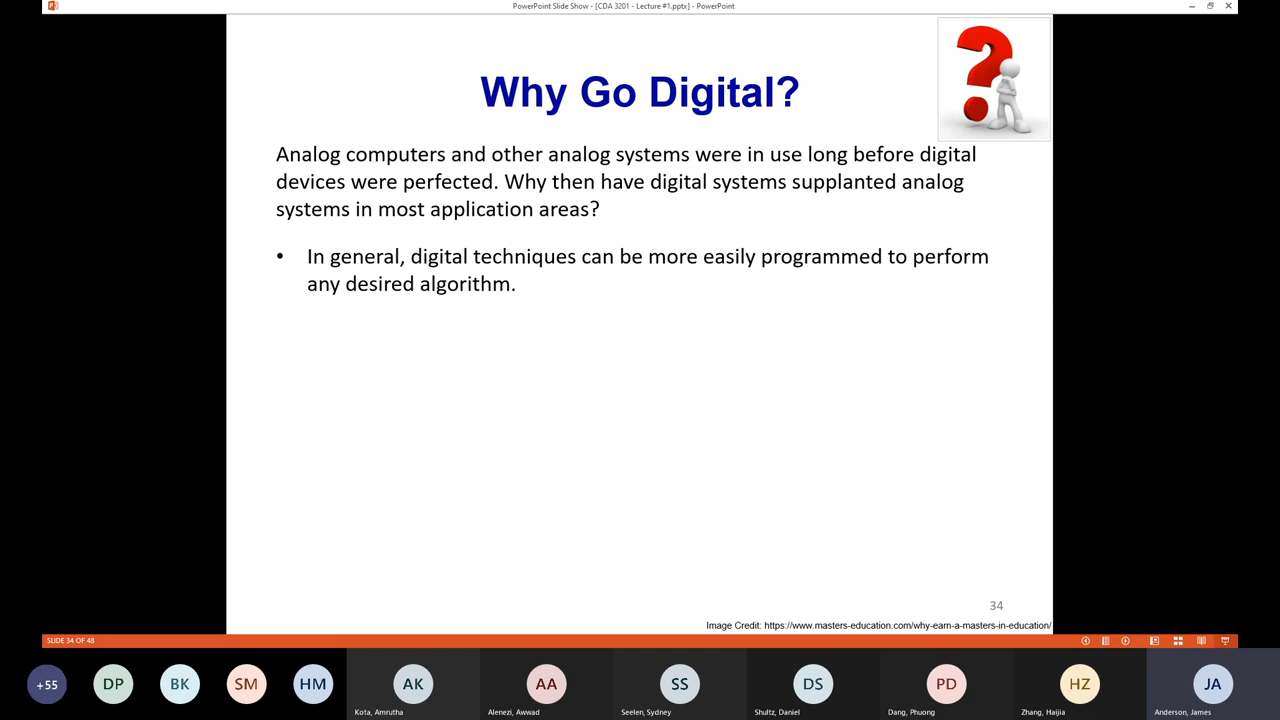 PowerPoint Slide Show - [CDA 3201 - Lecture #1.pptx] - PowerPoint
Why Go Digital?
Analog computers and other analog systems were in use long before digital
devices were perfected. Why then have digital systems supplanted analog
systems in most application areas?
• In general, digital techniques can be more easily programmed to perform
any desired algorithm.
34
Image Credit: https://www.masters-education.com/why-earn-a-masters-in-education/
SLIDE 34 OF 48
+55 DP BK SM HM AK AA SS DS PD HZ JA
Kota, Amrutha Alenezi, Awwad Seelen, Sydney Shultz, Daniel Dang, Phuong Zhang, Haijia Anderson, James